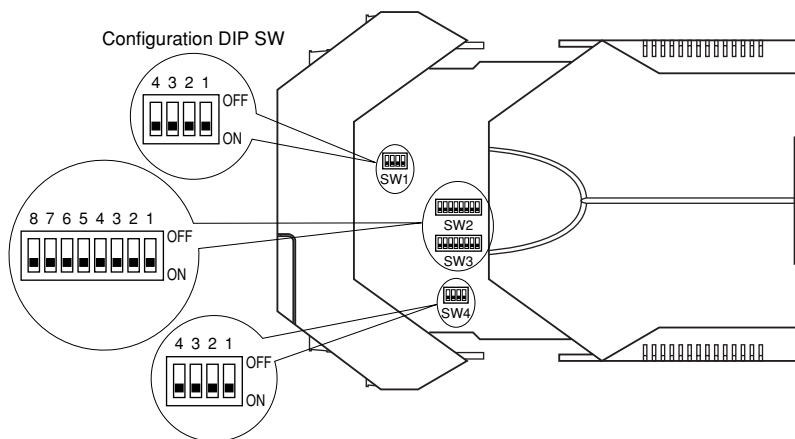 Configuration DIP SW
4 3 2 1
OFF
ON
SW1
8 7 6 5 4 3 2 1
OFF
ON
SW2
SW3
SW4
4 3 2 1
OFF
ON